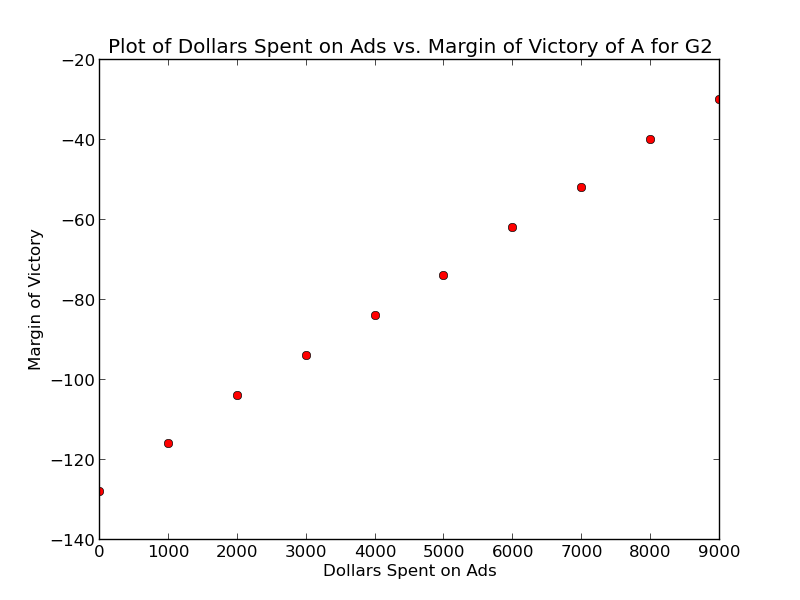 Plot of Dollars Spent on Ads vs. Margin of Victory of A for G2
−20
−40
−60
−80
−100
−120
−140
Margin of Victory
0 1000 2000 3000 4000 5000 6000 7000 8000 9000
Dollars Spent on Ads